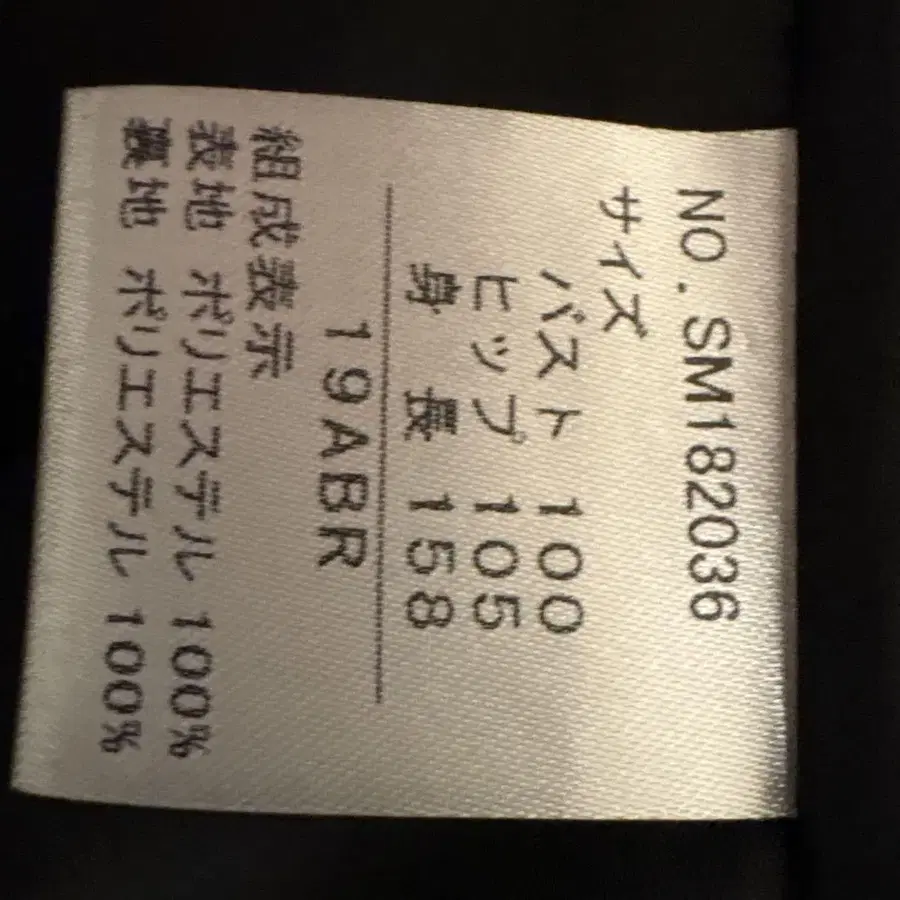 NO.SM182036
サイズ
バスト 100
ヒップ 105
身 長 158
19ABR
組成表示
表地 ポリエステル 100%
裏地 ポリエステル 100%